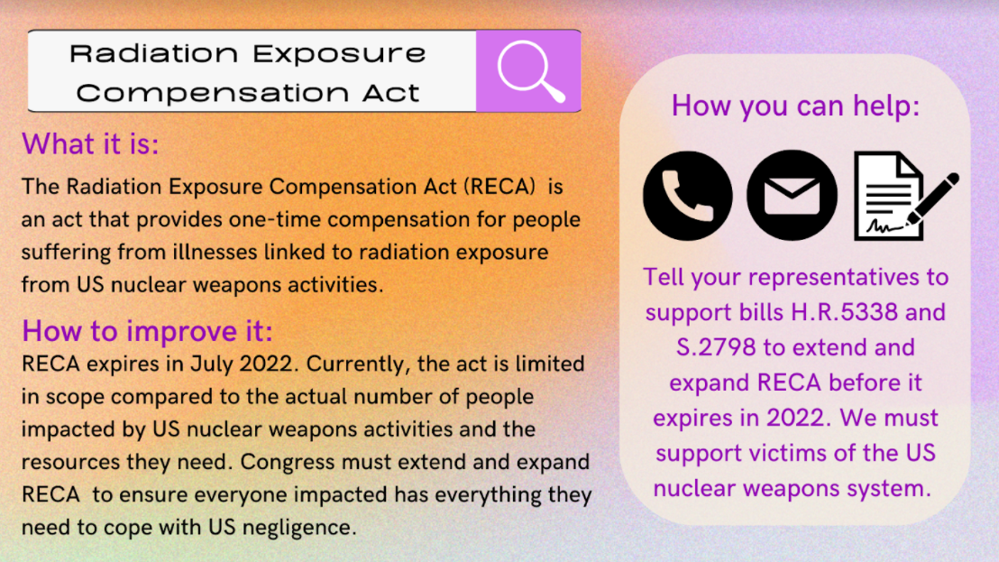 Radiation Exposure
Compensation Act
What it is:
The Radiation Exposure Compensation Act (RECA)  is
an act that provides one-time compensation for people
suffering from illnesses linked to radiation exposure
from US nuclear weapons activities.
How to improve it:
RECA expires in July 2022. Currently, the act is limited
in scope compared to the actual number of people
impacted by US nuclear weapons activities and the
resources they need. Congress must extend and expand
RECA  to ensure everyone impacted has everything they
need to cope with US negligence.
How you can help:
Tell your representatives to
support bills H.R.5338 and
S.2798 to extend and
expand RECA before it
expires in 2022. We must
support victims of the US
nuclear weapons system.